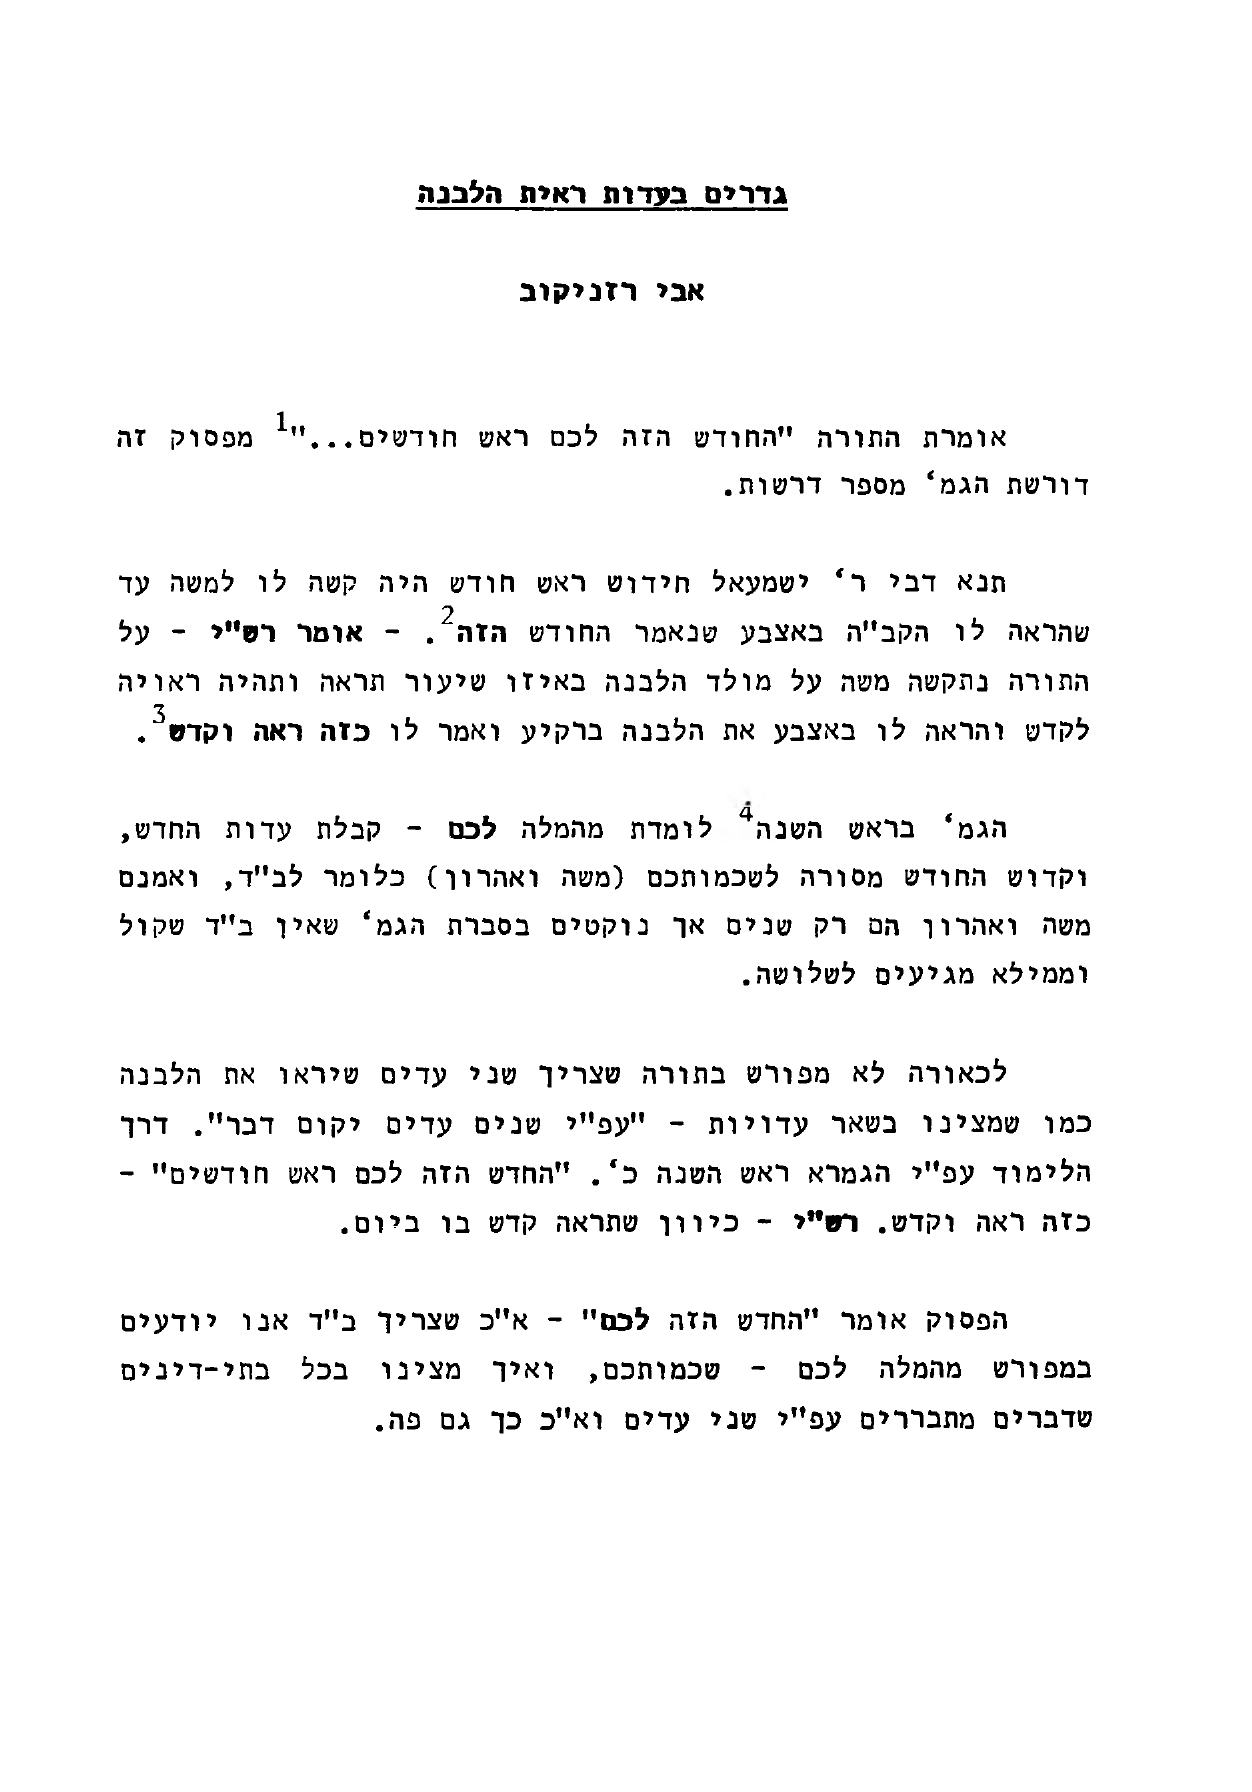 גדרים בעדות ראית הלבנה
אבי רזניקוב
אומרת התורה "החודש הזה לכם ראש חודשים..."1 מפסוק זה
דורשת הגמ' מספר דרשות.
תנא דבי ר' ישמעאל חידוש ראש חודש היה קשה לו למשה עד
שהראה לו הקב"ה באצבע שנאמר החודש הזה2. - אומר רש"י - על
התורה נתקשה משה על מולד הלבנה באיזו שיעור תראה ותהיה ראויה
לקדש והראה לו באצבע את הלבנה ברקיע ואמר לו כזה ראה וקדש3.
הגמ' בראש השנה4 לומדת מהמלה לכם - קבלת עדות החדש,
וקדוש החודש מסורה לשכמותכם (משה ואהרון) כלומר לב"ד, ואמנם
משה ואהרון הם רק שנים אך נוקטים בסברת הגמ' שאין ב"ד שקול
וממילא מגיעים לשלושה.
לכאורה לא מפורש בתורה שצריך שני עדים שיראו את הלבנה
כמו שמצינו בשאר עדויות - "עפ"י שנים עדים יקום דבר". דרך
הלימוד עפ"י הגמרא ראש השנה כ'. "החדש הזה לכם ראש חודשים" -
כזה ראה וקדש. רש"י - כיוון שתראה קדש בו ביום.
הפסוק אומר "החדש הזה לכם" - א"כ שצריך ב"ד אנו יודעים
במפורש מהמלה לכם - שכמותכם, ואיך מצינו בכל בתי-דינים
שדברים מתבררים עפ"י שני עדים וא"כ כך גם פה.